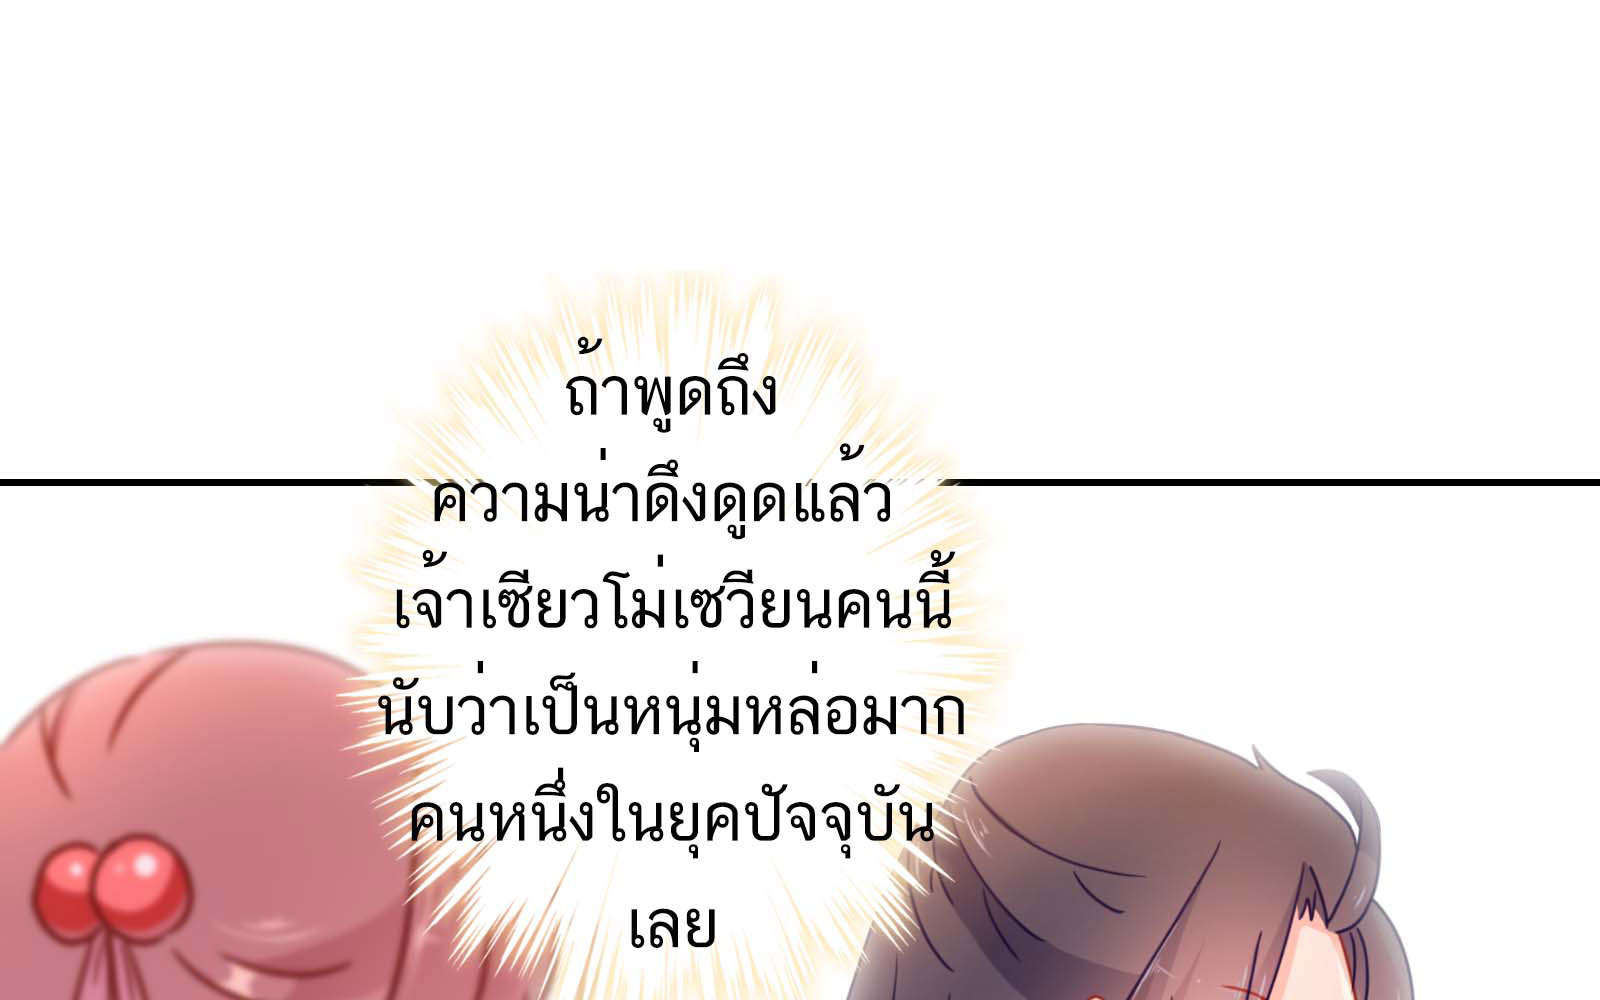 ถ้าพูดถึง
ความน่าดึงดูดแล้ว
เจ้าเซียวโม่เซวียนคนนี้
นับว่าเป็นหนุ่มหล่อมาก
คนหนึ่งในยุคปัจจุบัน
เลย